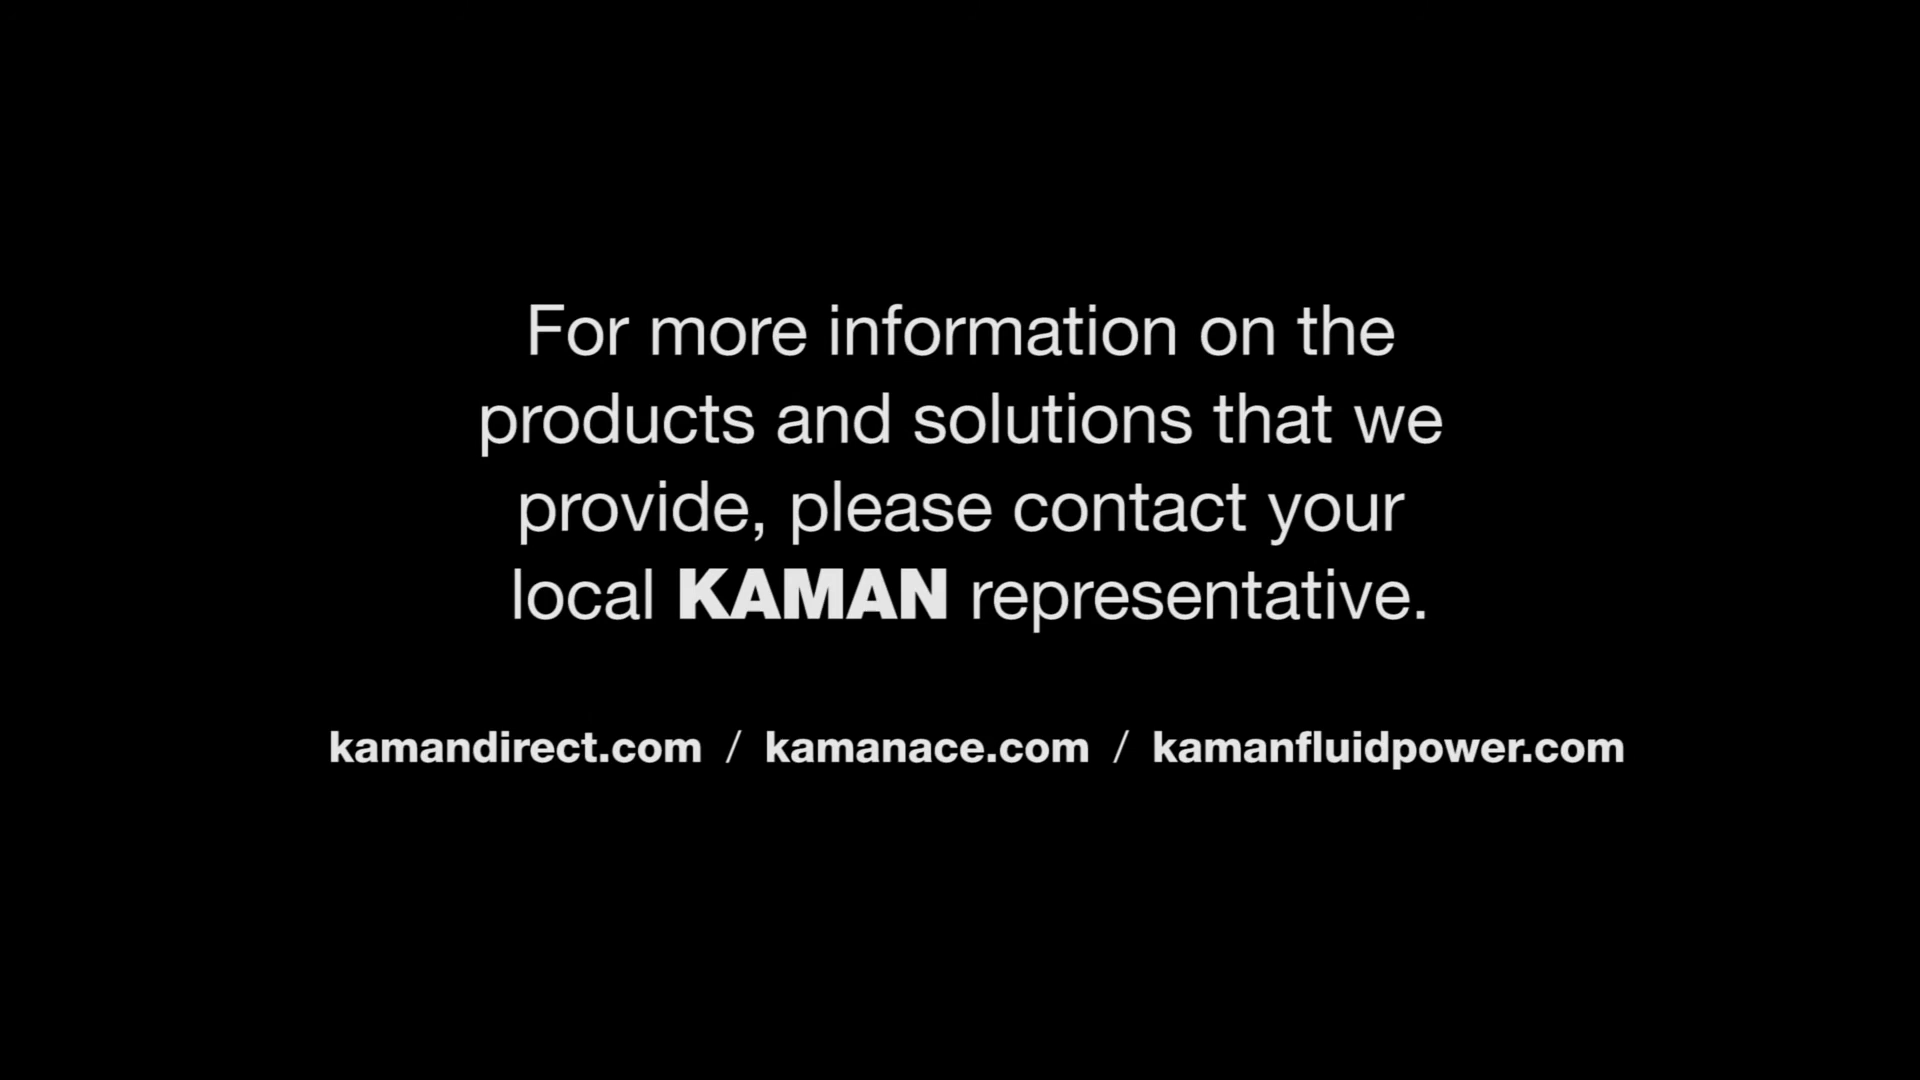 For more information on the
products and solutions that we
provide, please contact your
local KAMAN representative.
kamandirect.com / kamanace.com / kamanfluidpower.com